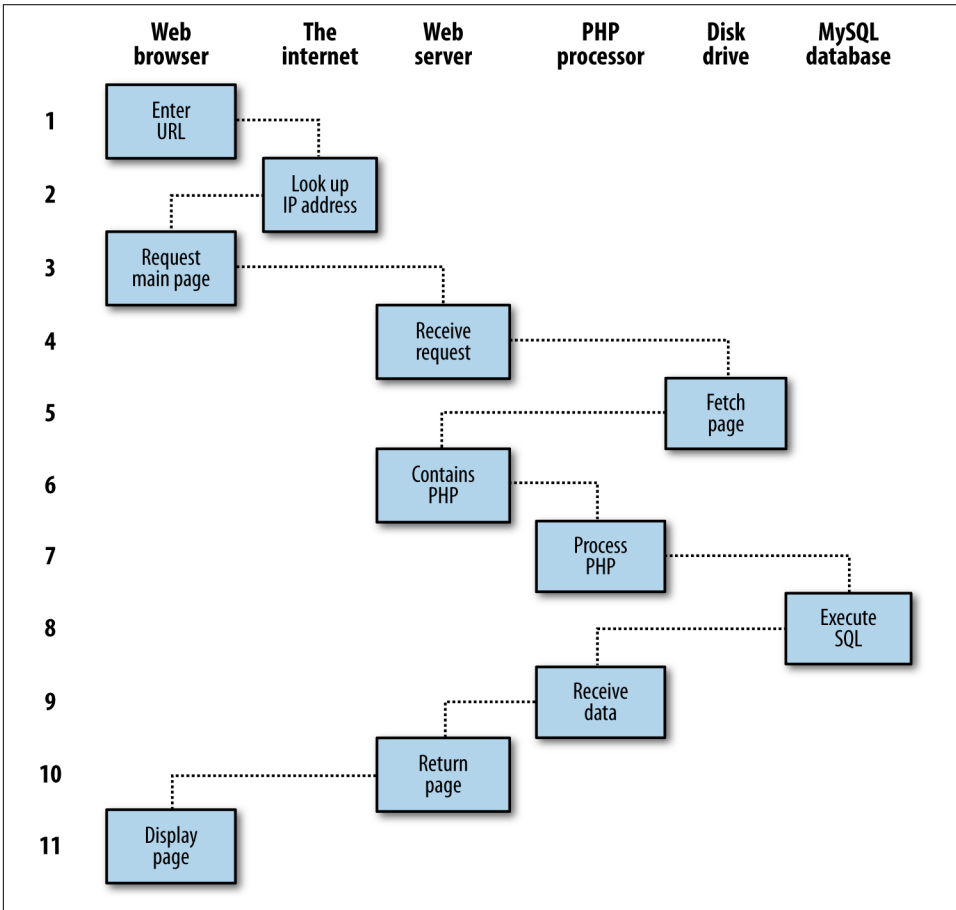 Web The Web PHP Disk MySQL
browser internet server processor drive database
1
Enter
URL
2
Look up
IP address
3
Request
main page
4
Receive
request
5
Fetch
page
6
Contains
PHP
7
Process
PHP
8
Execute
SQL
9
Receive
data
10
Return
page
11
Display
page